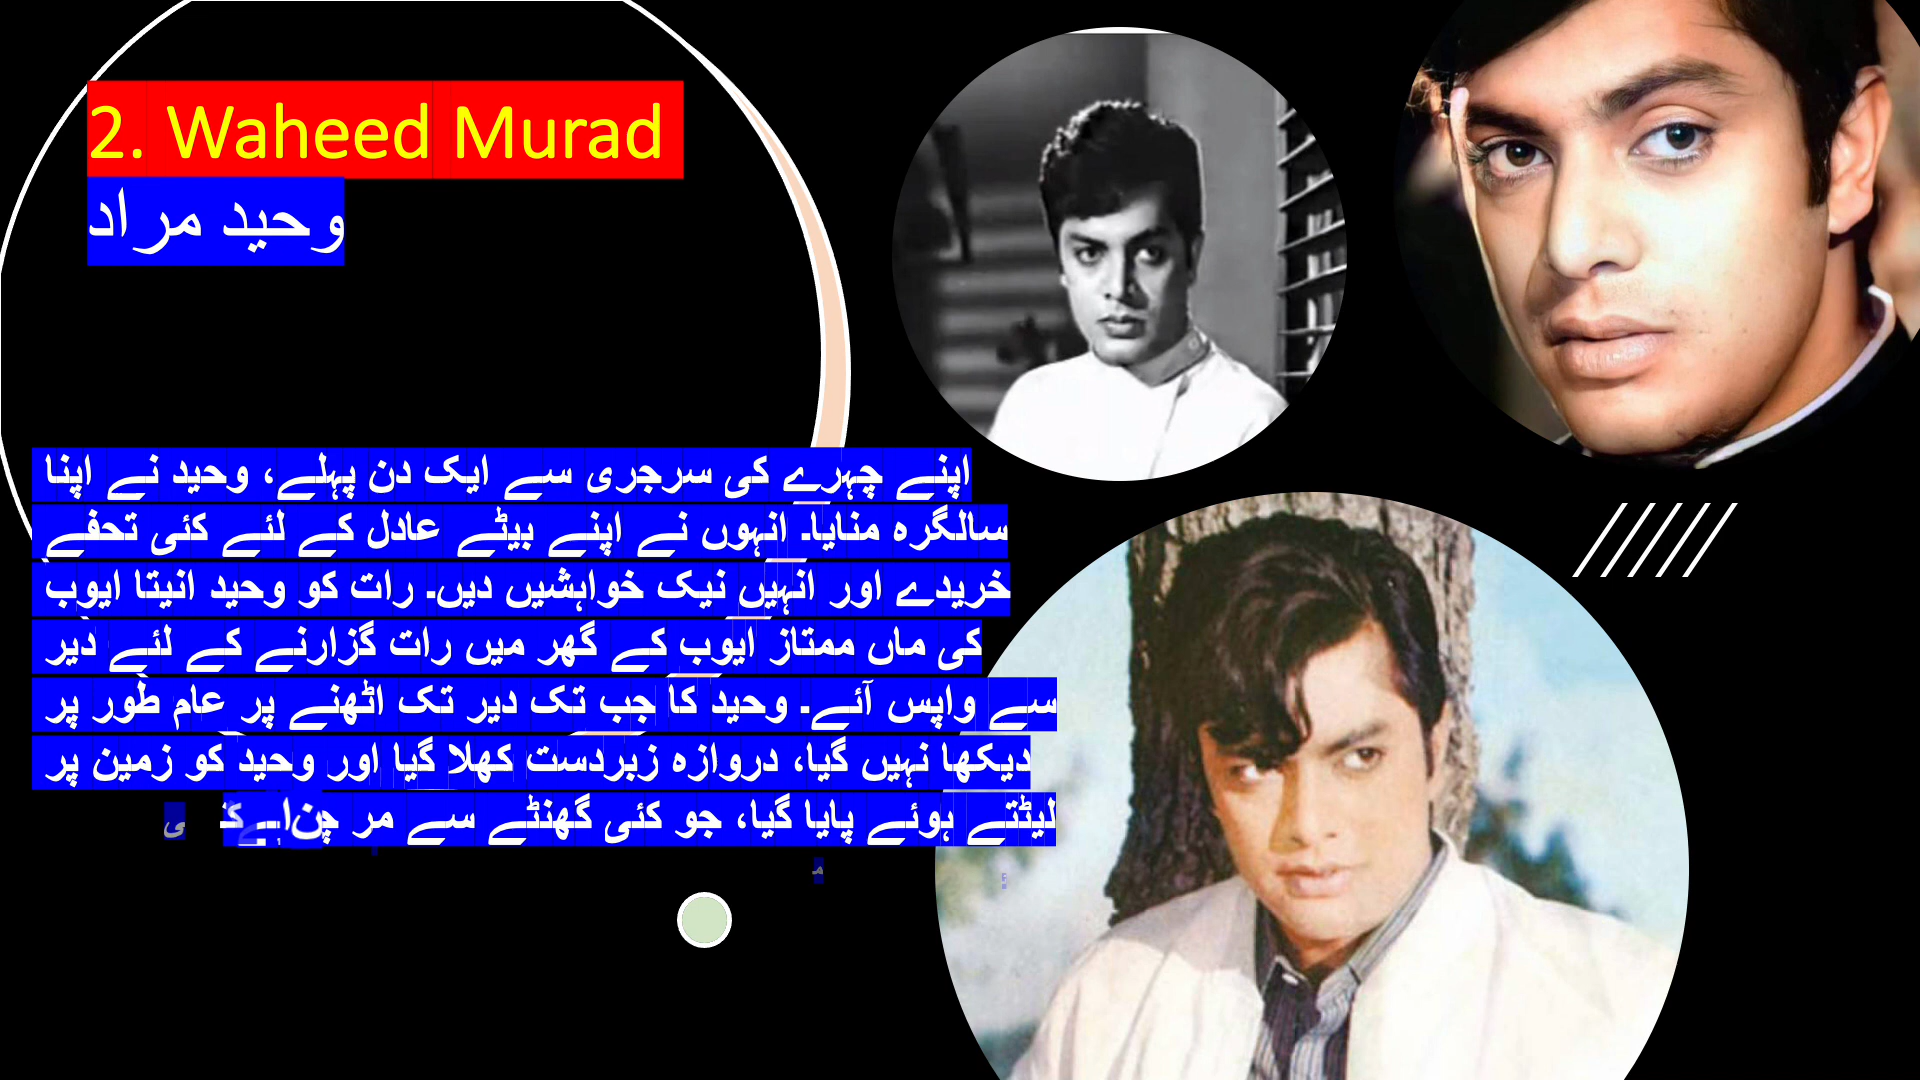 2. Waheed Murad
وحید مراد
اپنے چہرے کی سرجری سے ایک دن پہلے، وحید نے اپنا
سالگرہ منایا۔ انہوں نے اپنے بیٹے عادل کے لئے کئی تحفے
خریدے اور انہیں نیک خواہشیں دیں۔ رات کو وحید انیتا ایوب
کی ماں ممتاز ایوب کے گھر میں رات گزارنے کے لئے دیر
سے واپس آئے۔ وحید کا جب تک دیر تک اٹھنے پر عام طور پر
دیکھا نہیں گیا، دروازہ زبردست کھلا گیا اور وحید کو زمین پر
لیٹتے ہوئے پایا گیا، جو کئی گھنٹے سے مر